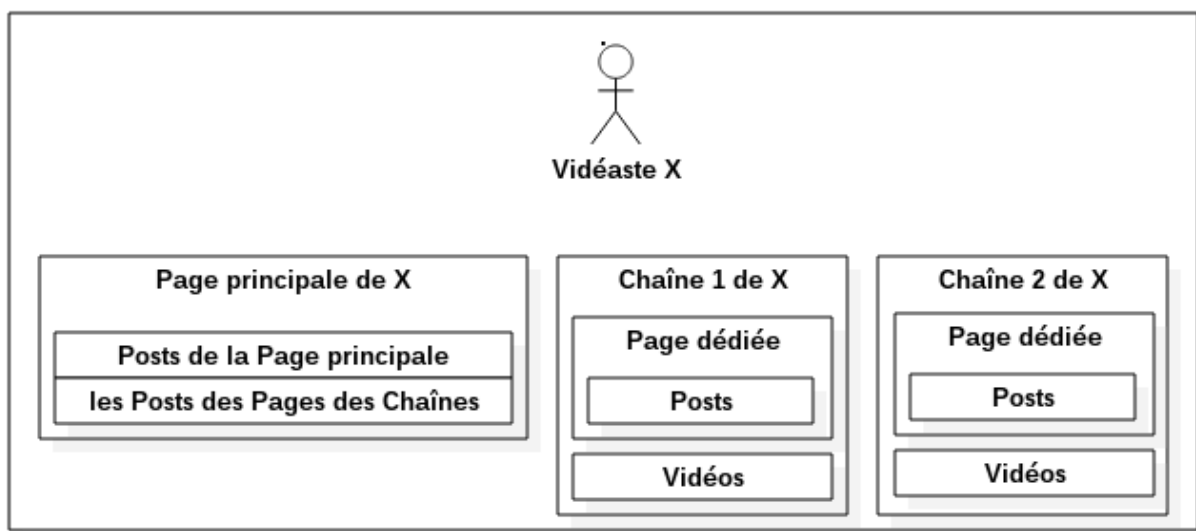 Vidéaste X
Page principale de X
Posts de la Page principale
les Posts des Pages des Chaînes
Chaîne 1 de X
Page dédiée
Posts
Vidéos
Chaîne 2 de X
Page dédiée
Posts
Vidéos